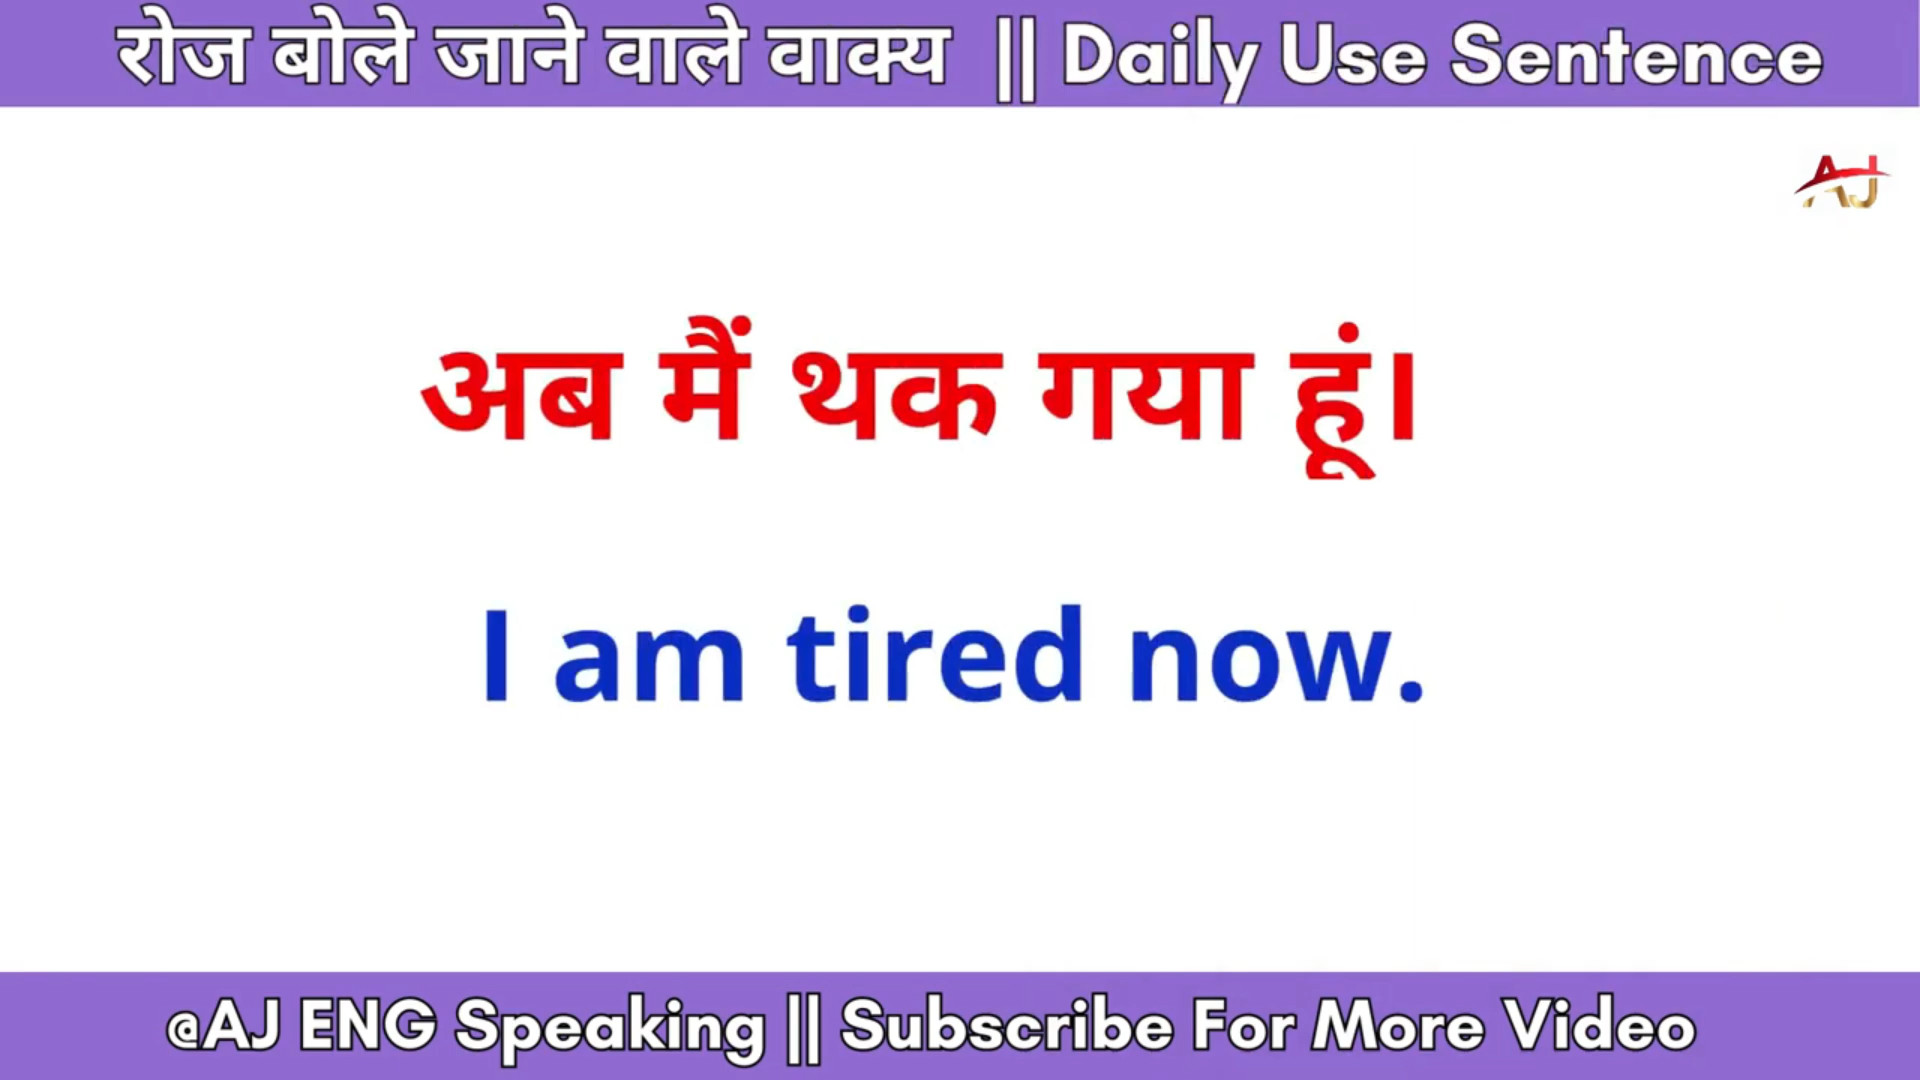 रोज बोले जाने वाले वाक्य || Daily Use Sentence
AJ
अब मैं थक गया हूं।
I am tired now.
@AJ ENG Speaking || Subscribe For More Video